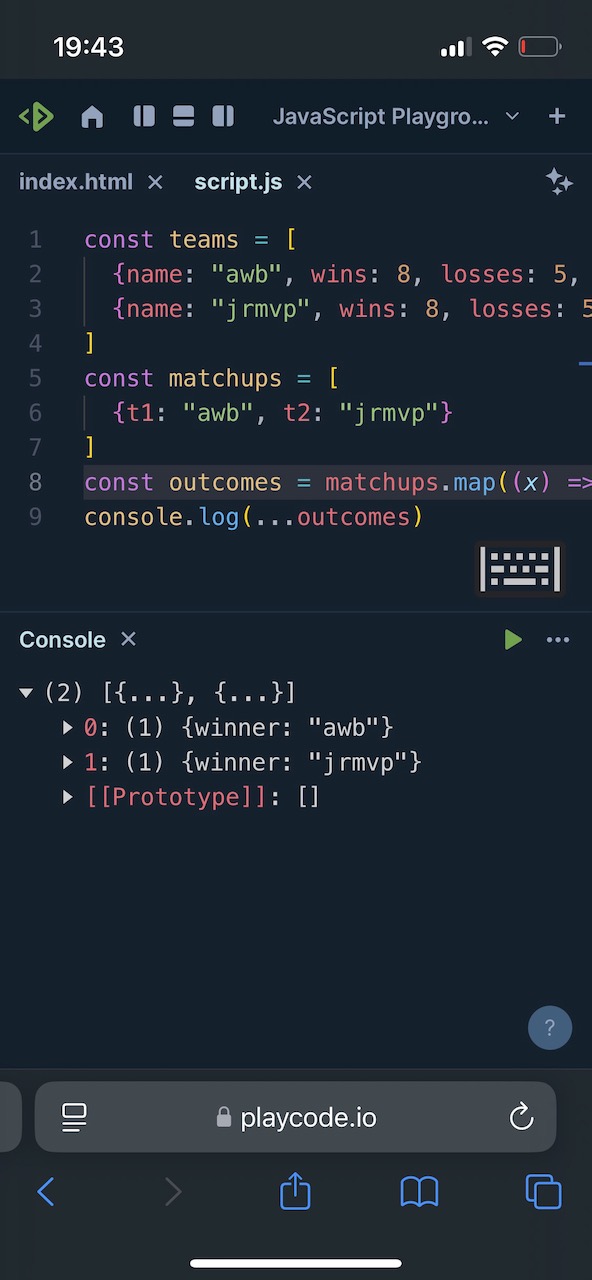 19:43
JavaScript Playgro...
index.html
script.js
1 const teams = [
2 {name: "awb", wins: 8, losses: 5,
3 {name: "jrmvp", wins: 8, losses: 5
4 ]
5 const matchups = [
6 {t1: "awb", t2: "jrmvp"}
7 ]
8 const outcomes = matchups.map((x) =>
9 console.log(...outcomes)
Console
(2) [{...}, {...}]
0: (1) {winner: "awb"}
1: (1) {winner: "jrmvp"}
[[Prototype]]: []
?
playcode.io